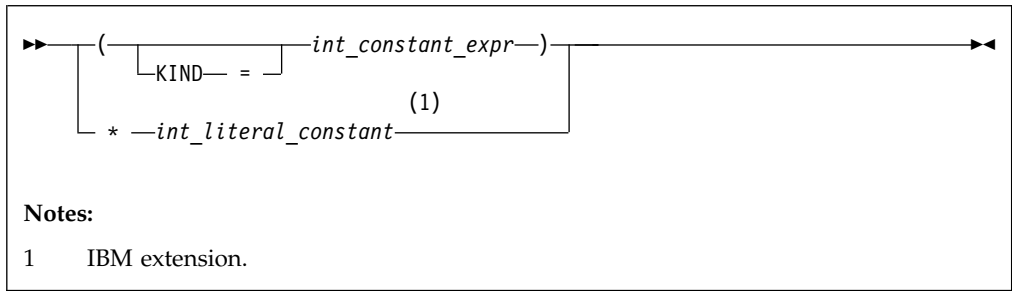 ( int_constant_expr )
KIND =
(1)
* int_literal_constant
Notes:
1 IBM extension.